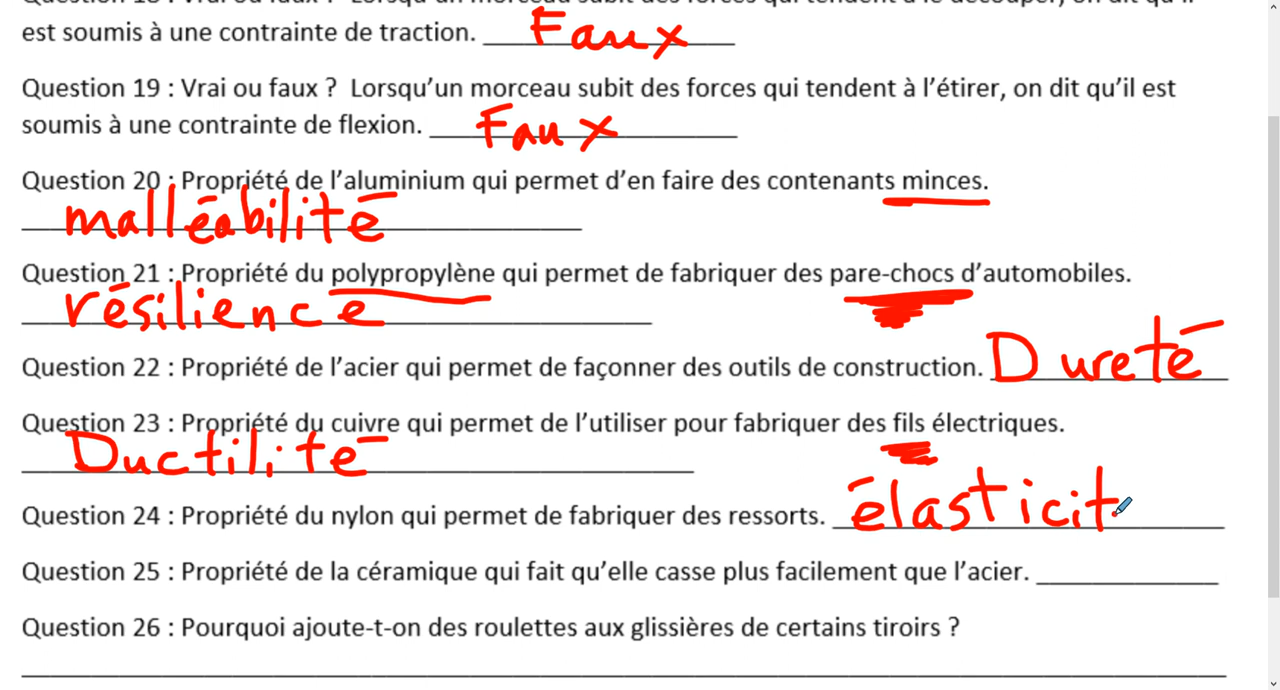 est soumis à une contrainte de traction. Faux
Question 19 : Vrai ou faux ? Lorsqu'un morceau subit des forces qui tendent à l'étirer, on dit qu'il est
soumis à une contrainte de flexion. Faux
Question 20 : Propriété de l'aluminium qui permet d'en faire des contenants minces.
malléabilité
Question 21 : Propriété du polypropylène qui permet de fabriquer des pare-chocs d'automobiles.
résilience
Question 22 : Propriété de l'acier qui permet de façonner des outils de construction. Dureté
Question 23 : Propriété du cuivre qui permet de l'utiliser pour fabriquer des fils électriques.
Ductilité
Question 24 : Propriété du nylon qui permet de fabriquer des ressorts. élasticit
Question 25 : Propriété de la céramique qui fait qu'elle casse plus facilement que l'acier.
Question 26 : Pourquoi ajoute-t-on des roulettes aux glissières de certains tiroirs ?